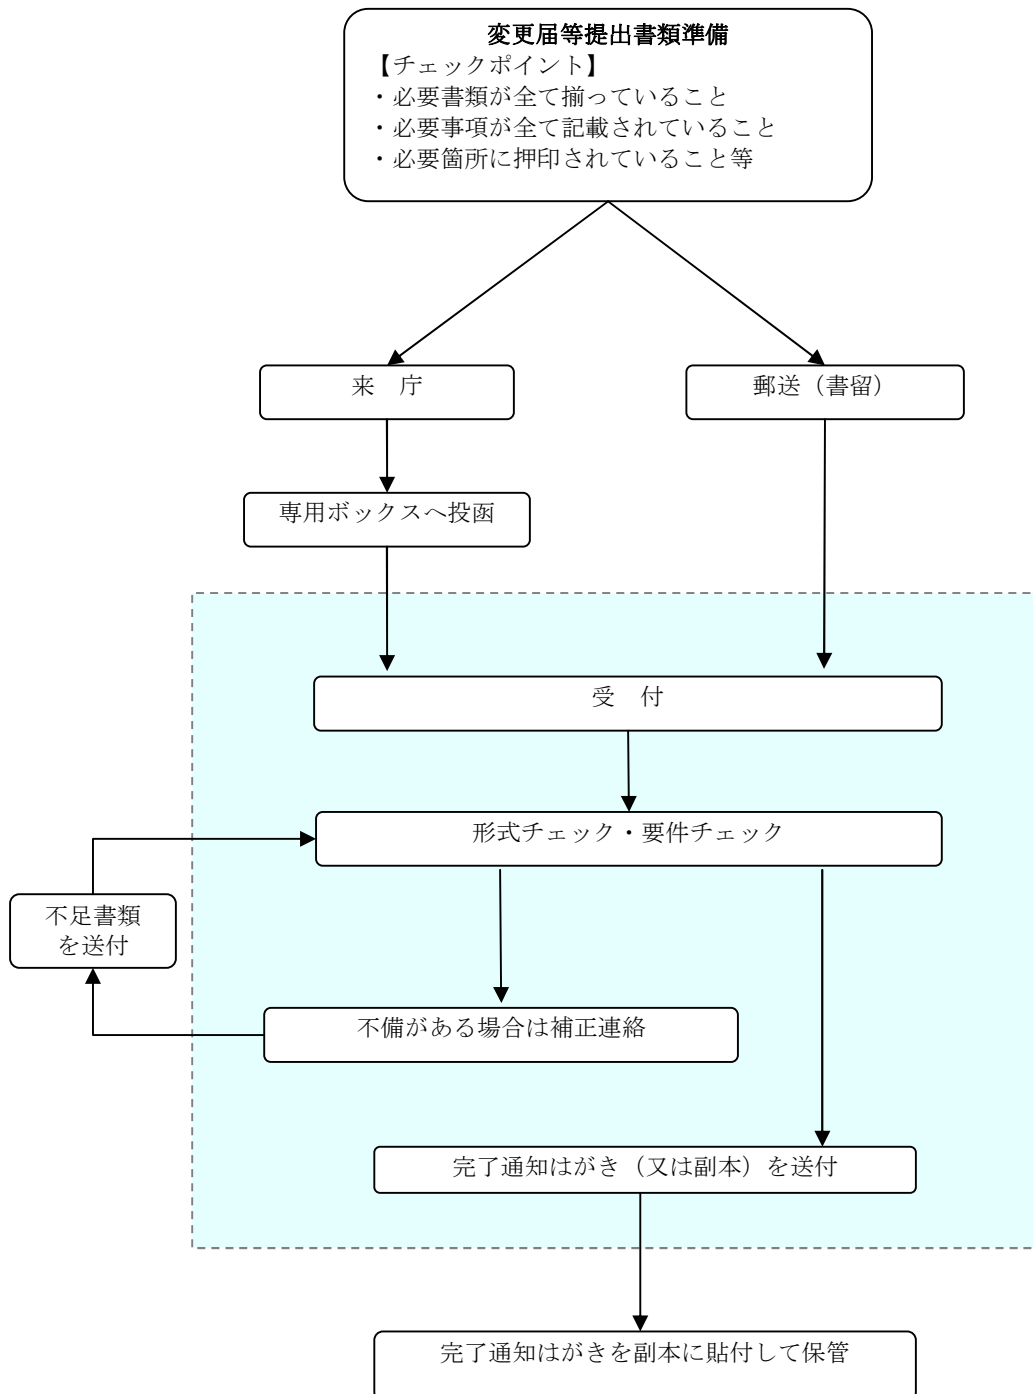 変更届等提出書類準備
【チェックポイント】
・必要書類が全て揃っていること
・必要事項が全て記載されていること
・必要箇所に押印されていること等
来　庁
郵送（書留）
専用ボックスへ投函
受　付
形式チェック・要件チェック
不足書類
を送付
不備がある場合は補正連絡
完了通知はがき（又は副本）を送付
完了通知はがきを副本に貼付して保管